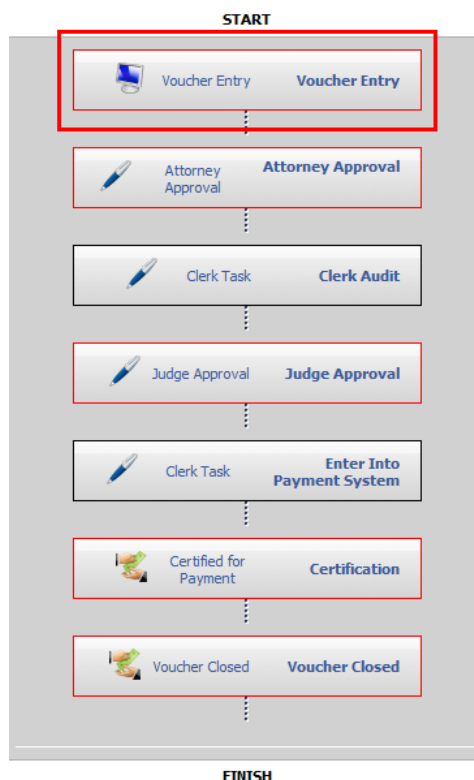 START
Voucher Entry Voucher Entry
Attorney Approval Attorney Approval
Clerk Task Clerk Audit
Judge Approval Judge Approval
Clerk Task Enter Into Payment System
Certified for Payment Certification
Voucher Closed Voucher Closed
FINISH